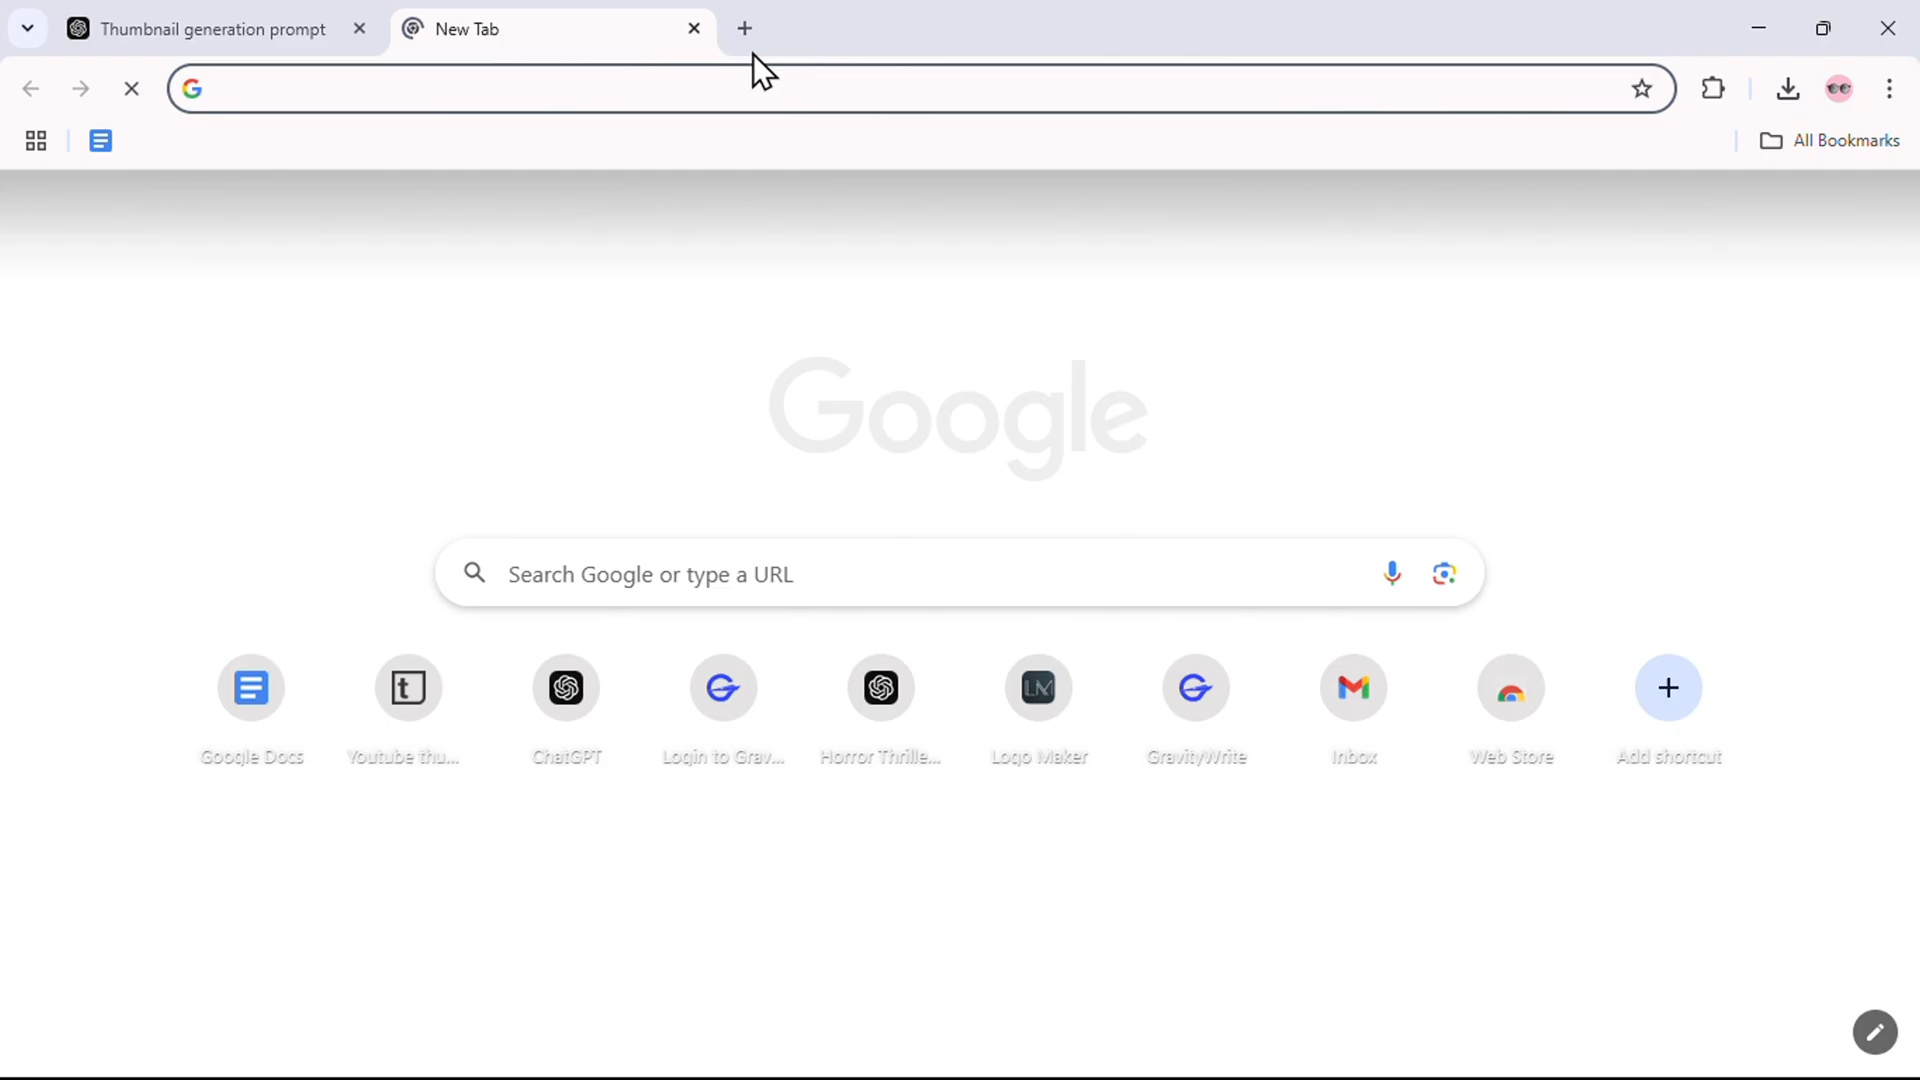 Thumbnail generation prompt
New Tab
All Bookmarks
Google
Search Google or type a URL
Google Docs
Youtube thu...
ChatGPT
Login to Grav...
Horror Thrille...
Logo Maker
GravityWrite
Inbox
Web Store
Add shortcut